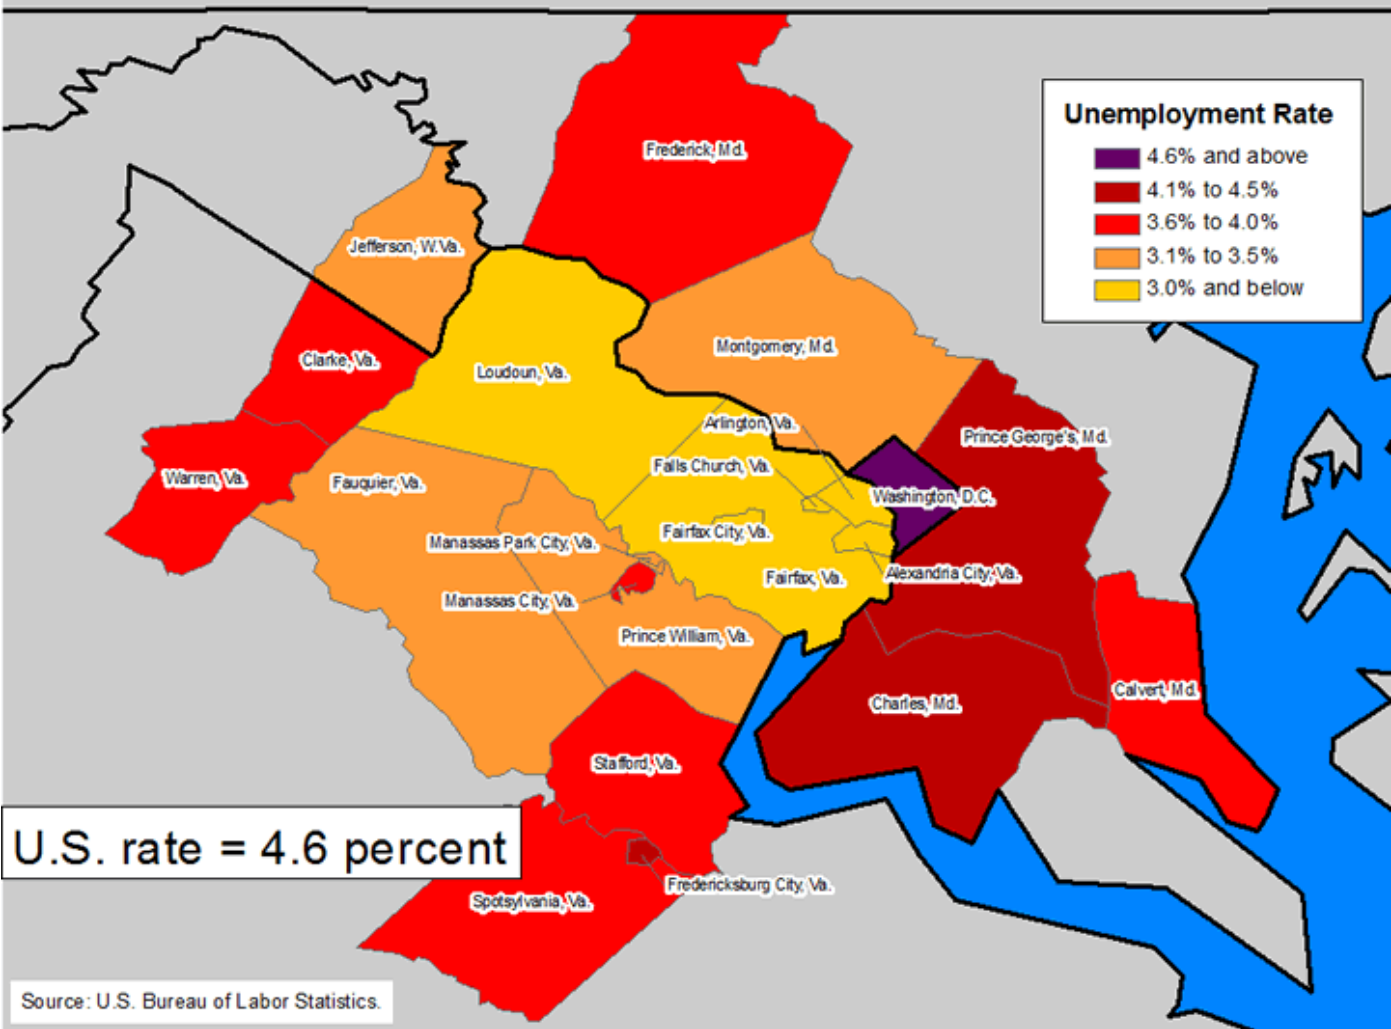 Unemployment Rate
4.6% and above
4.1% to 4.5%
3.6% to 4.0%
3.1% to 3.5%
3.0% and below
Frederick, Md.
Jefferson, W.Va.
Clarke, Va.
Loudoun, Va.
Montgomery, Md.
Arlington, Va.
Prince George's, Md.
Falls Church, Va.
Warren, Va.
Fauquier, Va.
Washington, D.C.
Fairfax City, Va.
Manassas Park City, Va.
Fairfax, Va.
Alexandria City, Va.
Manassas City, Va.
Prince William, Va.
Calvert, Md.
Charles, Md.
Stafford, Va.
U.S. rate = 4.6 percent
Fredericksburg City, Va.
Spotsylvania, Va.
Source: U.S. Bureau of Labor Statistics.